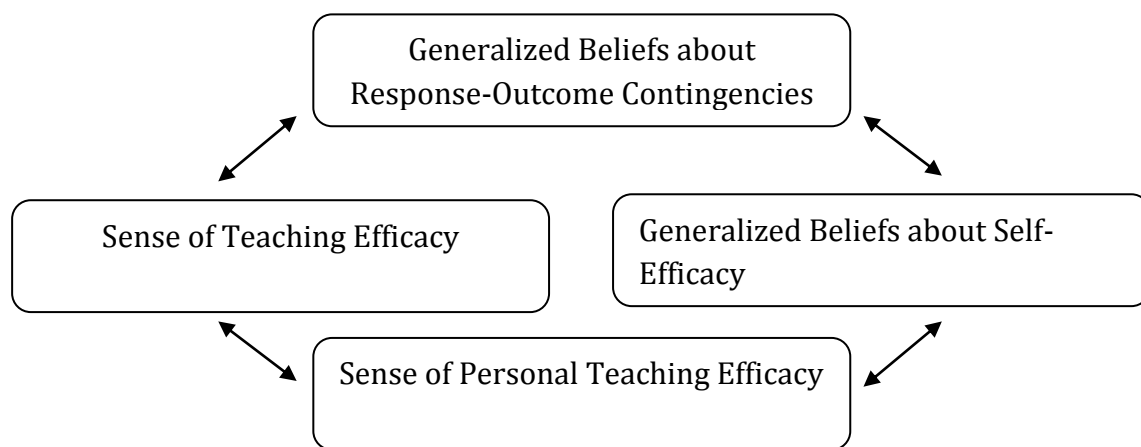 Generalized Beliefs about
Response-Outcome Contingencies
Sense of Teaching Efficacy
Generalized Beliefs about Self-
Efficacy
Sense of Personal Teaching Efficacy